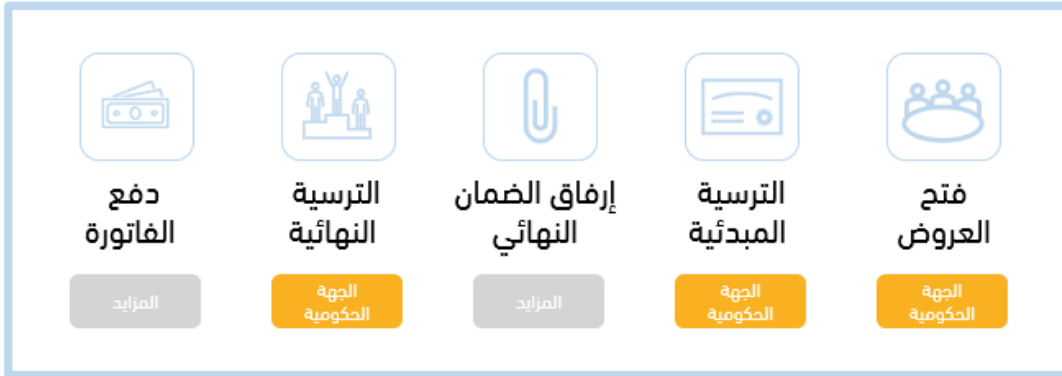 فتح
العروض
الجهة
الحكومية
الترسية
المبدئية
الجهة
الحكومية
إرفاق الضمان
النهائي
المزايد
الترسية
النهائية
الجهة
الحكومية
دفع
الفاتورة
المزايد